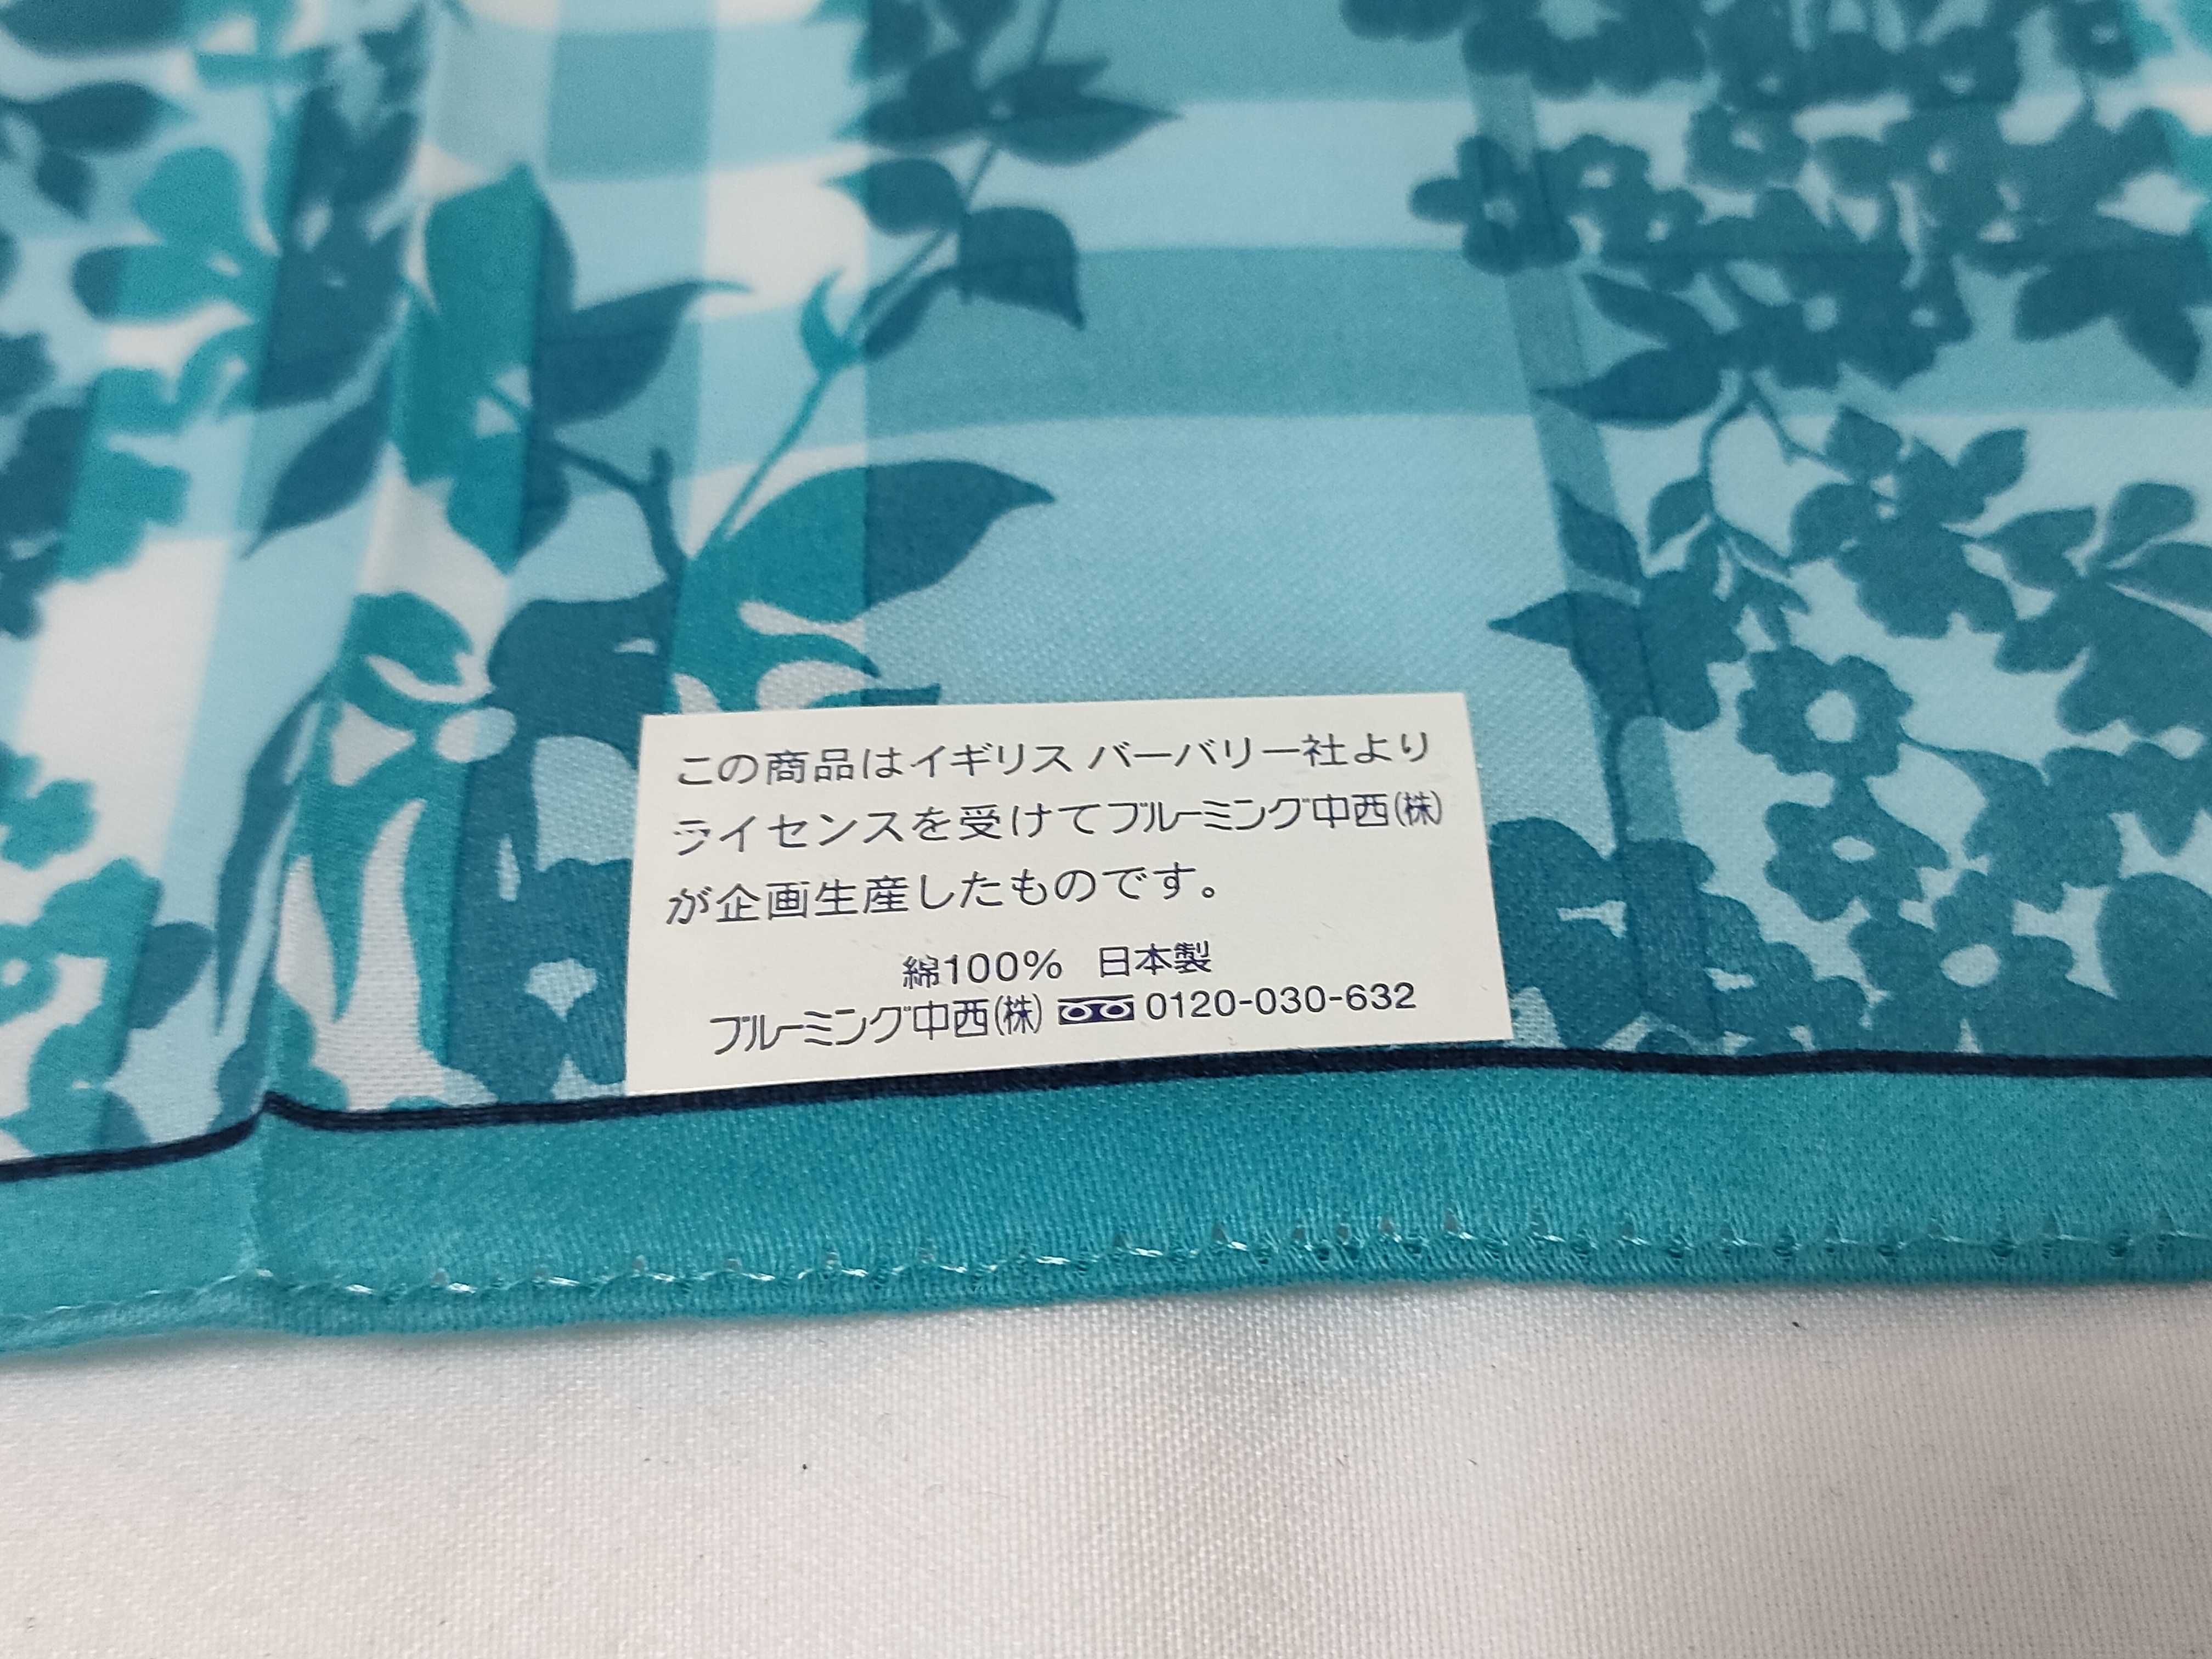 この商品はイギリス バーバリー社より
ライセンスを受けてブルーミング中西(株)
が企画生産したものです。
綿100% 日本製
ブルーミング中西(株) 0120-030-632